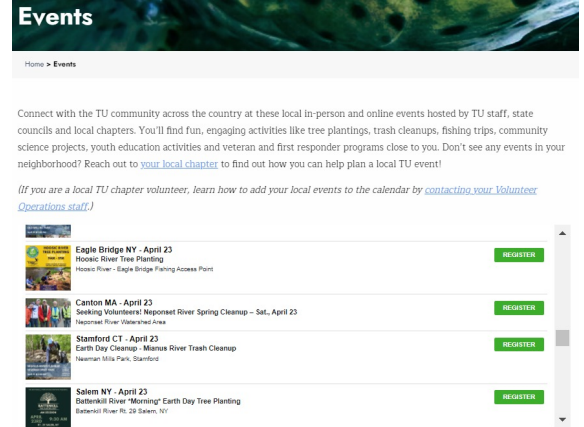 Events
Home > Events
Connect with the TU community across the country at these local in-person and online events hosted by TU staff, state
councils and local chapters. You'll find fun, engaging activities like tree plantings, trash cleanups, fishing trips, community
science projects, youth education activities and veteran and first responder programs close to you. Don't see any events in your
neighborhood? Reach out to your local chapter to find out how you can help plan a local TU event!
(If you are a local TU chapter volunteer, learn how to add your local events to the calendar by contacting your Volunteer
Operations staff.)
HOOSIC RIVER
TREE PLANTING
Eagle Bridge NY - April 23
Hoosic River Tree Planting
Hoosic River - Eagle Bridge Fishing Access Point
REGISTER
Canton MA - April 23
Seeking Volunteers! Neponset River Spring Cleanup – Sat., April 23
Neponset River Watershed Area
REGISTER
Stamford CT - April 23
Earth Day Cleanup - Mianus River Trash Cleanup
Newman Mills Park, Stamford
REGISTER
BATTENKILL
Salem NY - April 23
Battenkill River *Morning* Earth Day Tree Planting
Battenkill River Rt. 29 Salem, NY
REGISTER